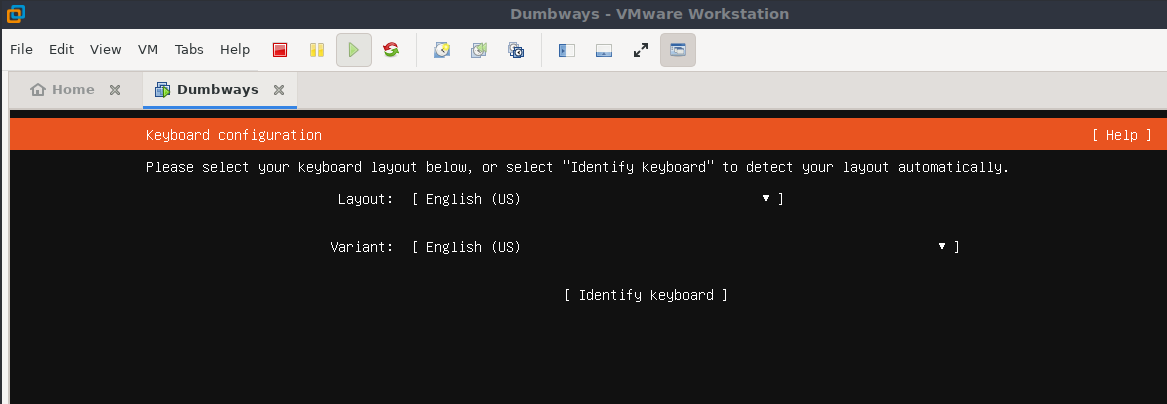 Dumbways - VMware Workstation
File Edit View VM Tabs Help
Home Dumbways
Keyboard configuration [ Help ]
Please select your keyboard layout below, or select "Identify keyboard" to detect your layout automatically.
Layout: [ English (US) ▾ ]
Variant: [ English (US) ▾ ]
[ Identify keyboard ]